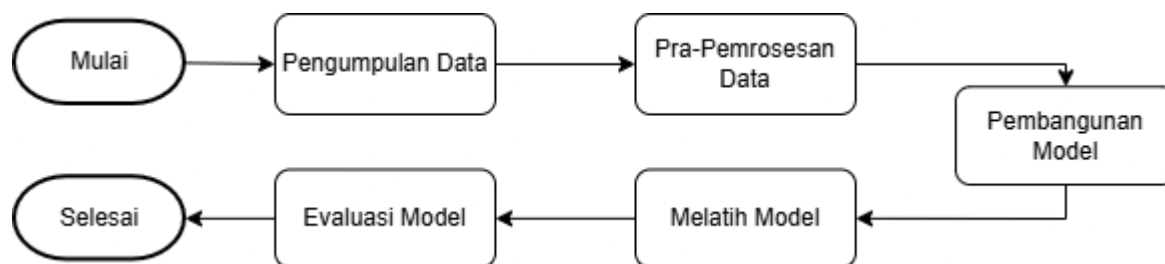 Mulai
Pengumpulan Data
Pra-Pemrosesan
Data
Pembangunan
Model
Melatih Model
Evaluasi Model
Selesai